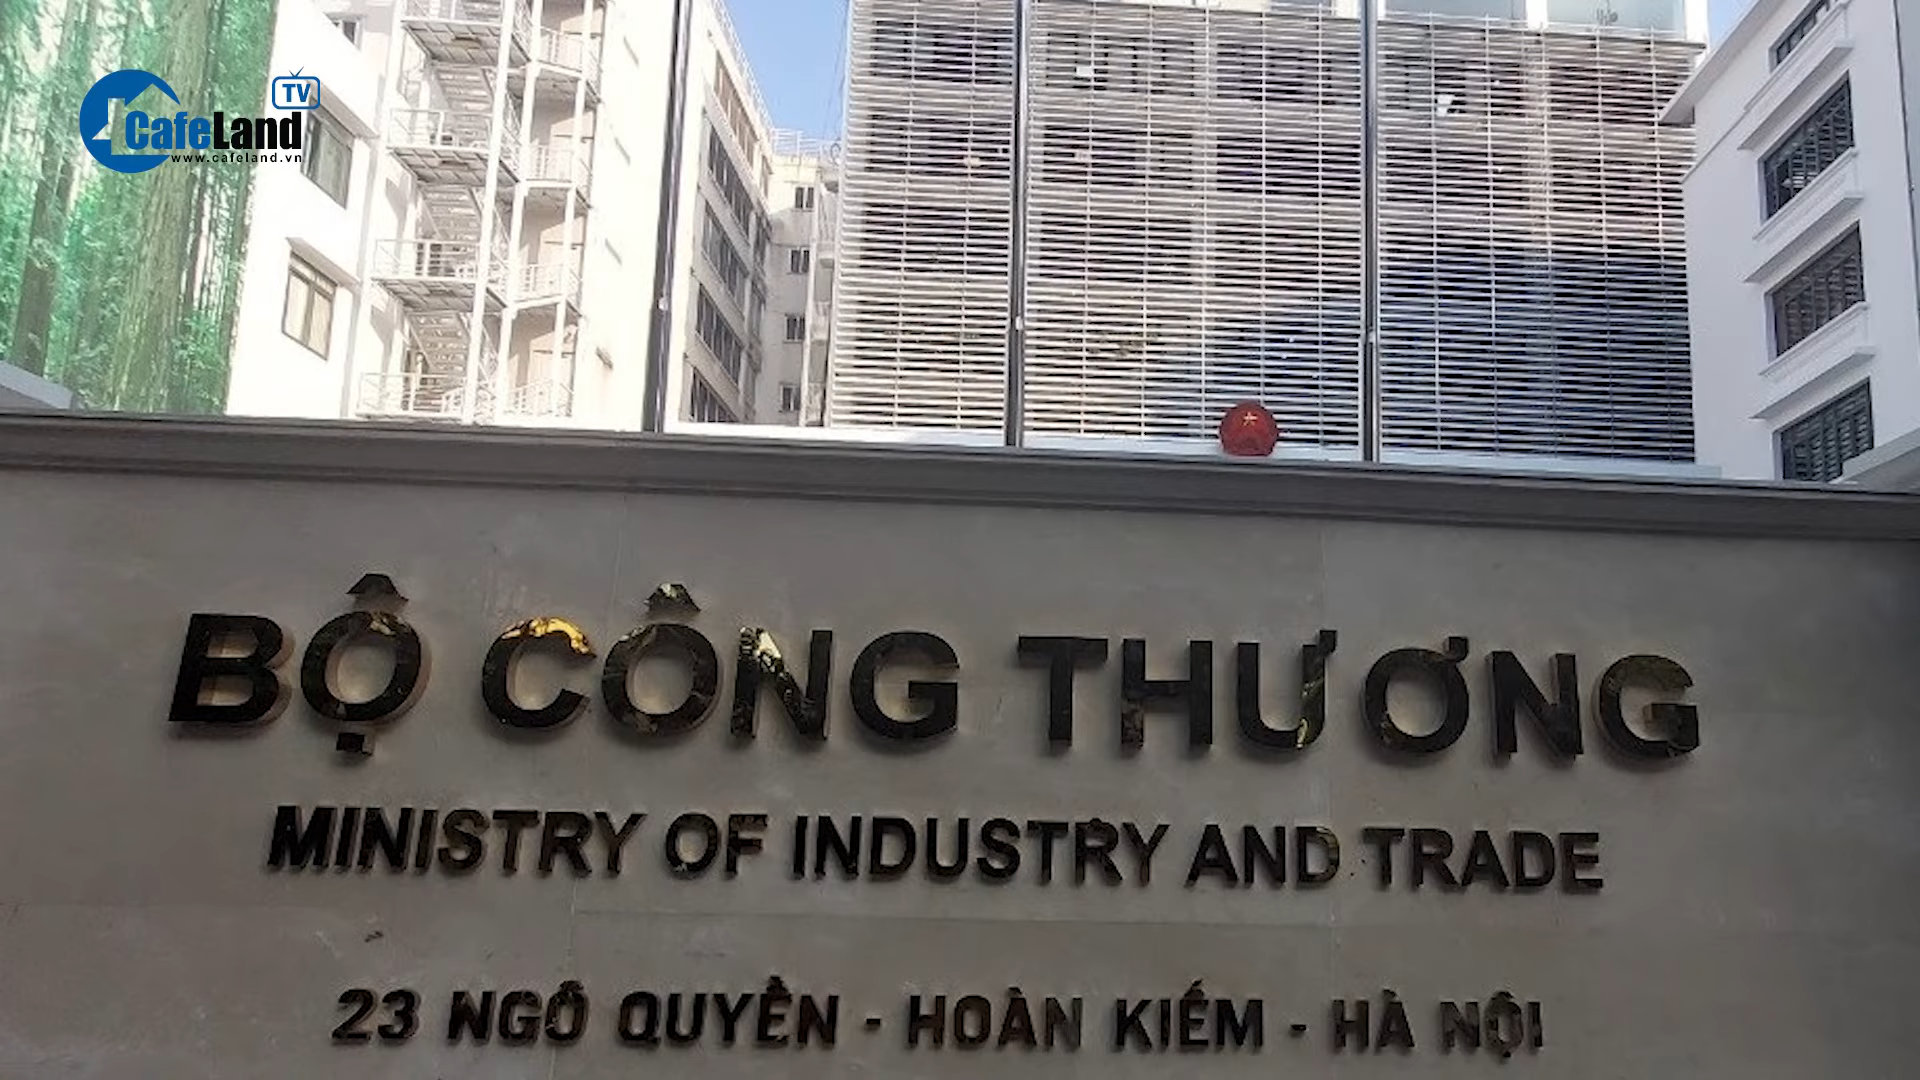 TV
CafeLand
www.cafeland.vn
BỘ CÔNG THƯƠNG
MINISTRY OF INDUSTRY AND TRADE
23 NGÔ QUYỀN - HOÀN KIẾM - HÀ NỘI